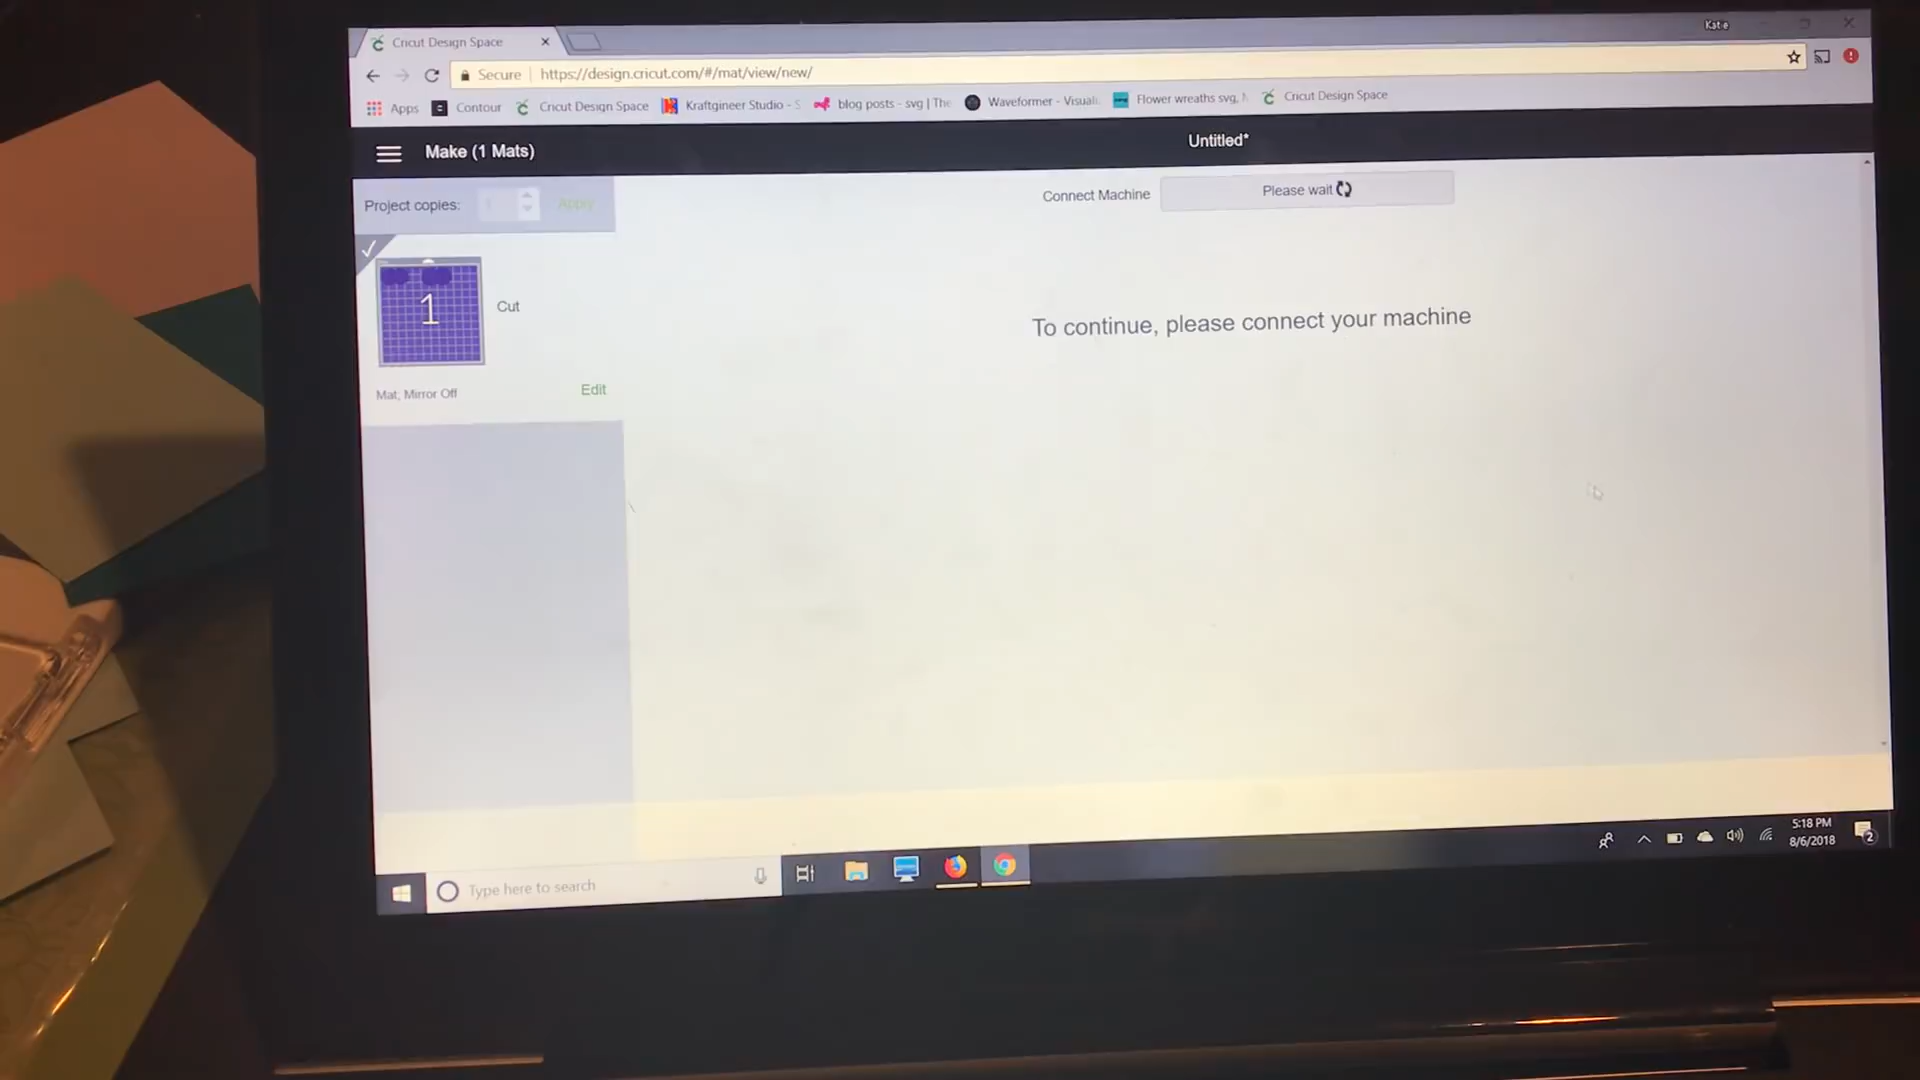 Katie
Cricut Design Space
Secure https://design.cricut.com/#/mat/view/new/
Apps Contour Cricut Design Space Kraftgineer Studio - S blog posts - svg | The Waveformer - Visuali Flower wreaths svg, Cricut Design Space
Make (1 Mats) Untitled*
Project copies: Apply
Connect Machine Please wait
1 Cut
To continue, please connect your machine
Mat, Mirror Off Edit
Type here to search
5:18 PM
8/6/2018
2